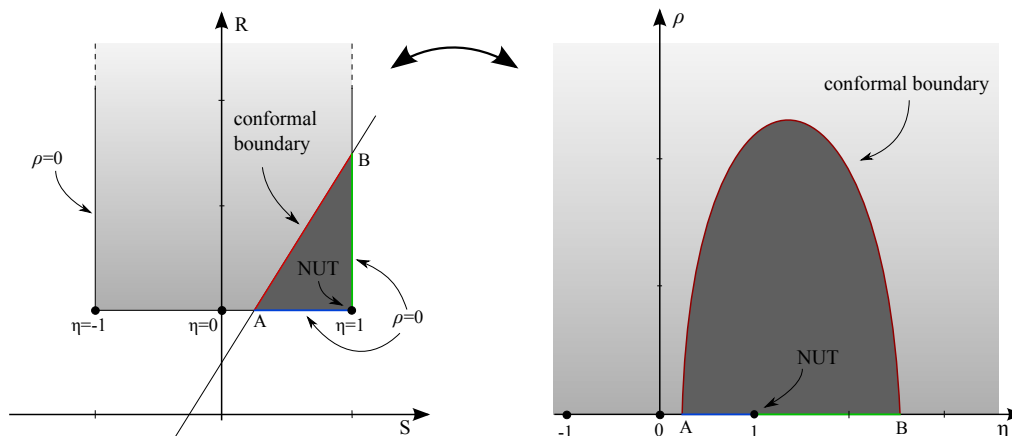 R
conformal
boundary
ρ=0
B
NUT
A
η=-1
η=0
η=1
ρ=0
S
ρ
conformal boundary
NUT
-1
0
A
1
B
η